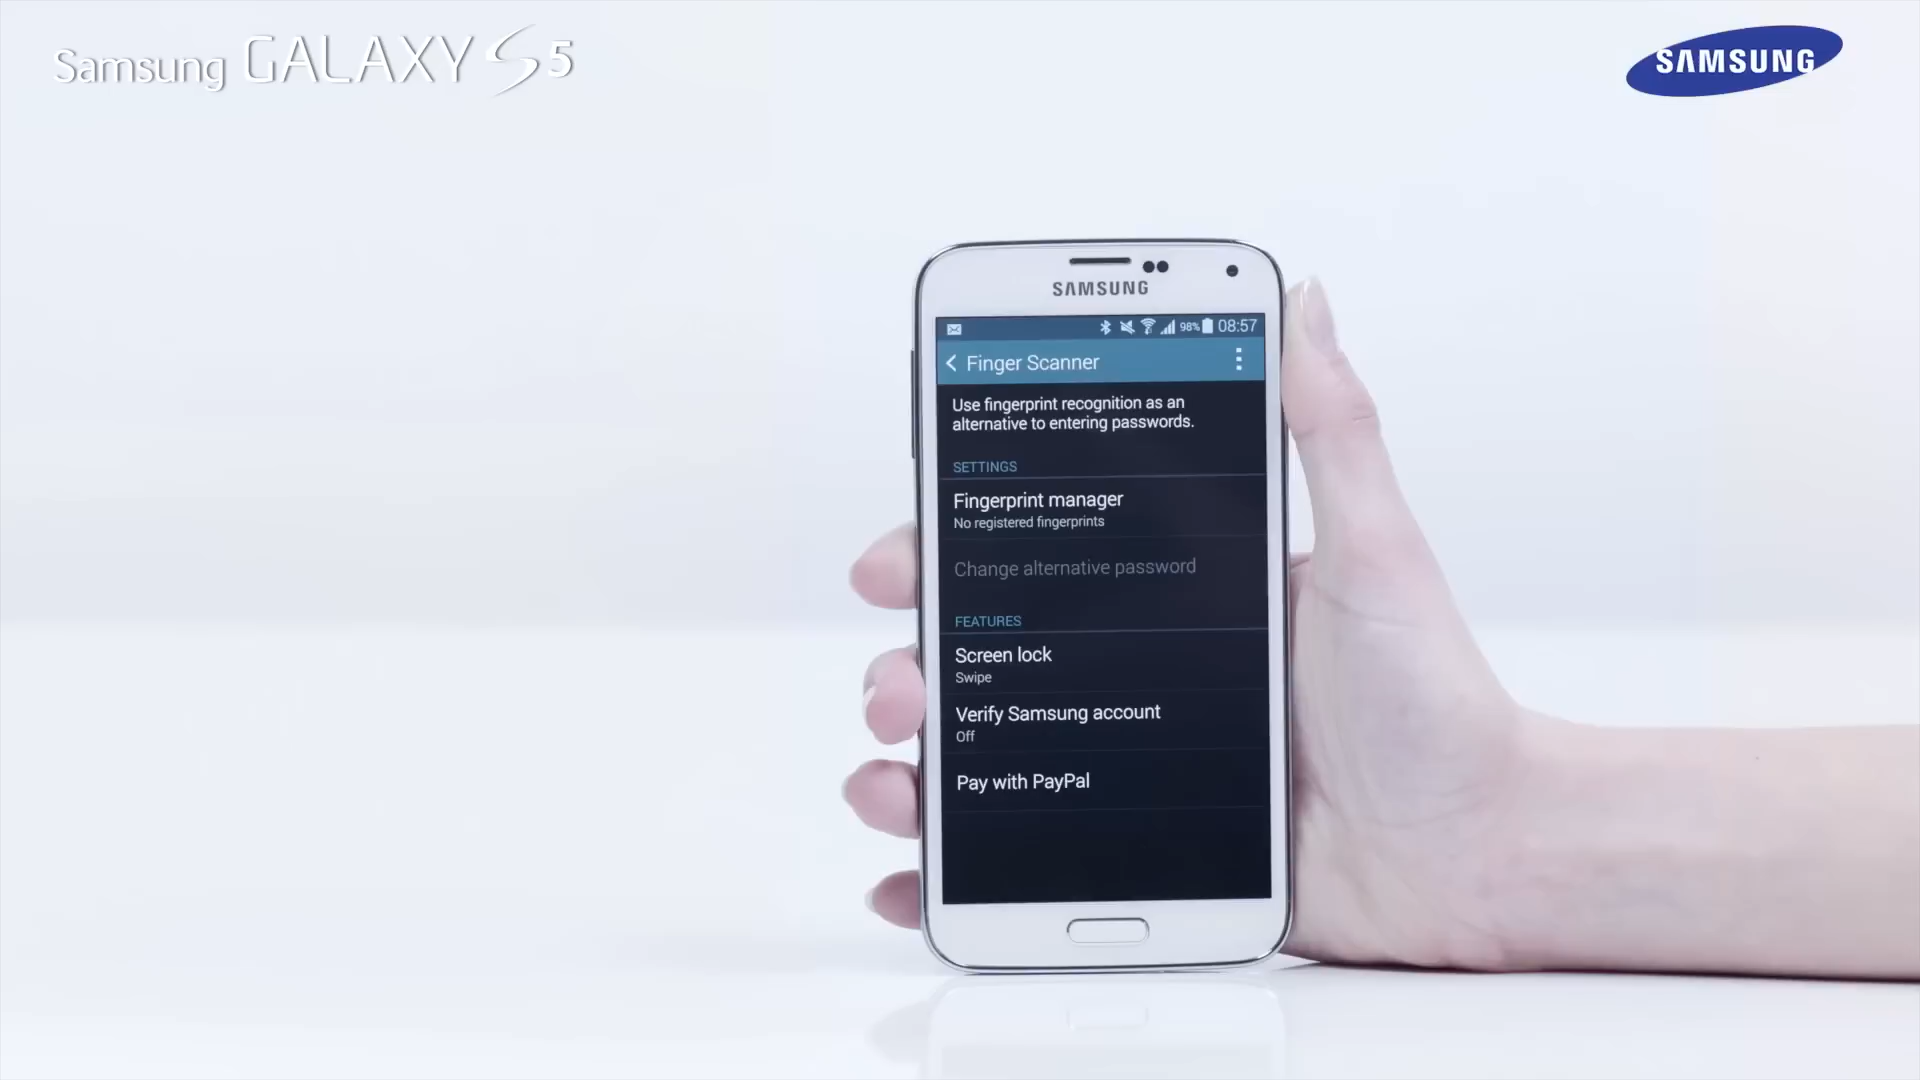 Samsung GALAXY S5
SAMSUNG
SAMSUNG
98% 08:57
Finger Scanner
Use fingerprint recognition as an
alternative to entering passwords.
SETTINGS
Fingerprint manager
No registered fingerprints
Change alternative password
FEATURES
Screen lock
Swipe
Verify Samsung account
Off
Pay with PayPal